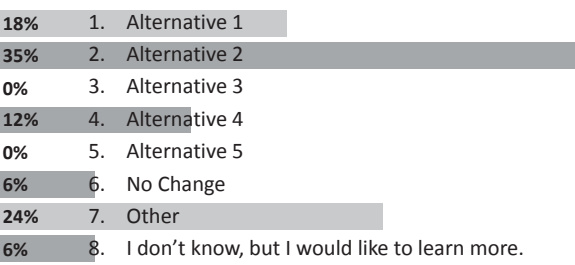 18% 1. Alternative 1
35% 2. Alternative 2
0% 3. Alternative 3
12% 4. Alternative 4
0% 5. Alternative 5
6% 6. No Change
24% 7. Other
6% 8. I don’t know, but I would like to learn more.